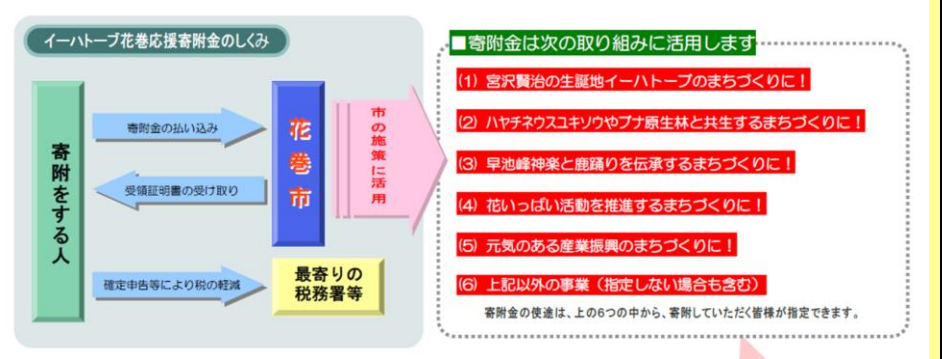 イーハトーブ花巻応援寄附金のしくみ
寄附をする人
寄附金の払い込み
受領証明書の受け取り
確定申告等により税の軽減
花巻市
最寄りの
税務署等
市の施策に活用
■寄附金は次の取り組みに活用します
(1) 宮沢賢治の生誕地イーハトーブのまちづくりに！
(2) ハヤチネウスユキソウやブナ原生林と共生するまちづくりに！
(3) 早池峰神楽と鹿踊りを伝承するまちづくりに！
(4) 花いっぱい活動を推進するまちづくりに！
(5) 元気のある産業振興のまちづくりに！
(6) 上記以外の事業（指定しない場合も含む）
寄附金の使途は、上の6つの中から、寄附していただく皆様が指定できます。